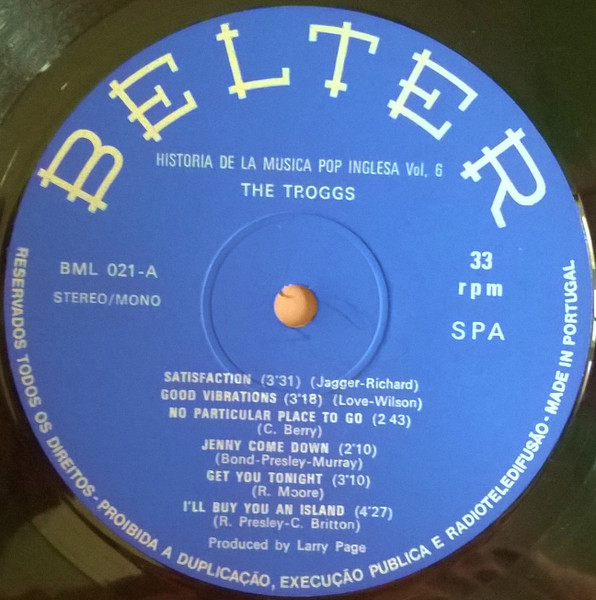 BELTER
HISTORIA DE LA MUSICA POP INGLESA Vol, 6
THE TROGGS
BML 021-A
STEREO/MONO
33
rpm
SPA
SATISFACTION (3'31) (Jagger-Richard)
GOOD VIBRATIONS (3'18) (Love-Wilson)
NO PARTICULAR PLACE TO GO (2 43)
(C. Berry)
JENNY COME DOWN (2'10)
(Bond-Presley-Murray)
GET YOU TONIGHT (3'10)
(R. Moore)
I'LL BUY YOU AN ISLAND (4'27)
(R. Presley-C. Britton)
Produced by Larry Page
RESERVADOS TODOS OS DIREITOS · PROIBIDA A DUPLICAÇÃO, EXECUÇÃO PUBLICA E RADIOTELEDIFUSÃO · MADE IN PORTUGAL